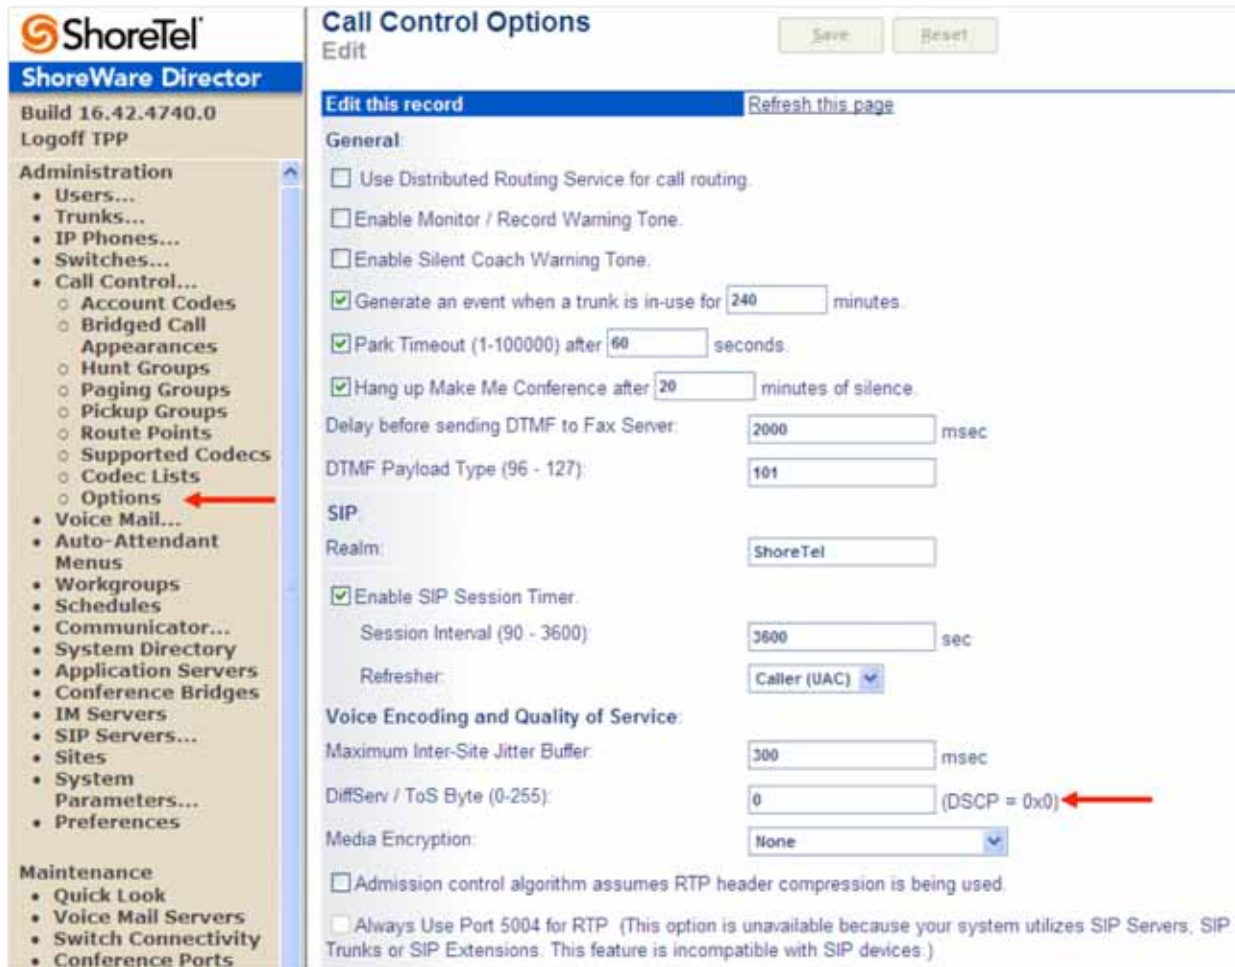 ShoreTel
ShoreWare Director
Build 16.42.4740.0
Logoff TPP
Administration
• Users...
• Trunks...
• IP Phones...
• Switches...
• Call Control...
○ Account Codes
○ Bridged Call
Appearances
○ Hunt Groups
○ Paging Groups
○ Pickup Groups
○ Route Points
○ Supported Codecs
○ Codec Lists
○ Options
• Voice Mail...
• Auto-Attendant
Menus
• Workgroups
• Schedules
• Communicator...
• System Directory
• Application Servers
• Conference Bridges
• IM Servers
• SIP Servers...
• Sites
• System
Parameters...
• Preferences
Maintenance
• Quick Look
• Voice Mail Servers
• Switch Connectivity
• Conference Ports
Call Control Options
Edit
Save Reset
Edit this record Refresh this page
General:
Use Distributed Routing Service for call routing.
Enable Monitor / Record Warning Tone.
Enable Silent Coach Warning Tone.
Generate an event when a trunk is in-use for 240 minutes.
Park Timeout (1-100000) after 60 seconds.
Hang up Make Me Conference after 20 minutes of silence.
Delay before sending DTMF to Fax Server: 2000 msec
DTMF Payload Type (96 - 127): 101
SIP:
Realm: ShoreTel
Enable SIP Session Timer.
Session Interval (90 - 3600): 3600 sec
Refresher: Caller (UAC)
Voice Encoding and Quality of Service:
Maximum Inter-Site Jitter Buffer: 300 msec
DiffServ / ToS Byte (0-255): 0 (DSCP = 0x0)
Media Encryption: None
Admission control algorithm assumes RTP header compression is being used.
Always Use Port 5004 for RTP (This option is unavailable because your system utilizes SIP Servers, SIP
Trunks or SIP Extensions. This feature is incompatible with SIP devices.)